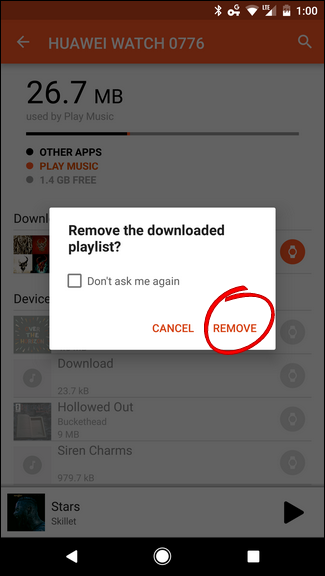 LTE 1:00
HUAWEI WATCH 0776
26.7 MB
used by Play Music
OTHER APPS
PLAY MUSIC
1.4 GB FREE
Downl
Remove the downloaded
playlist?
Don't ask me again
CANCEL REMOVE
Device
Download
23.7 kB
Hollowed Out
Buckethead
9 MB
Siren Charms
979.7 kB
Stars
Skillet